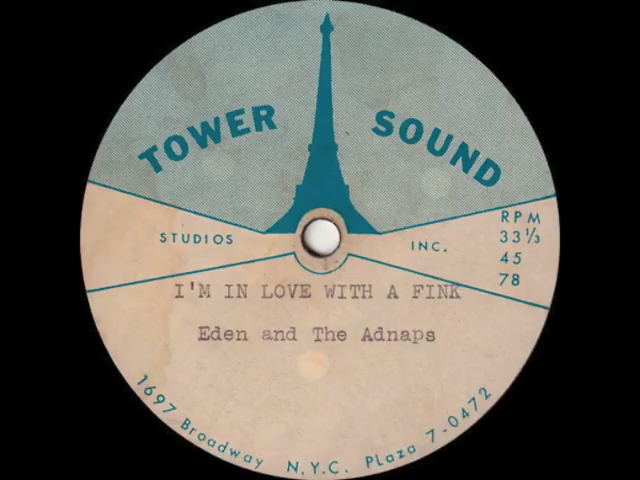 TOWER SOUND
STUDIOS INC.
RPM
33⅓
45
78
I'M IN LOVE WITH A FINK
Eden and The Adnaps
1697 Broadway N.Y.C. Plaza 7-0472